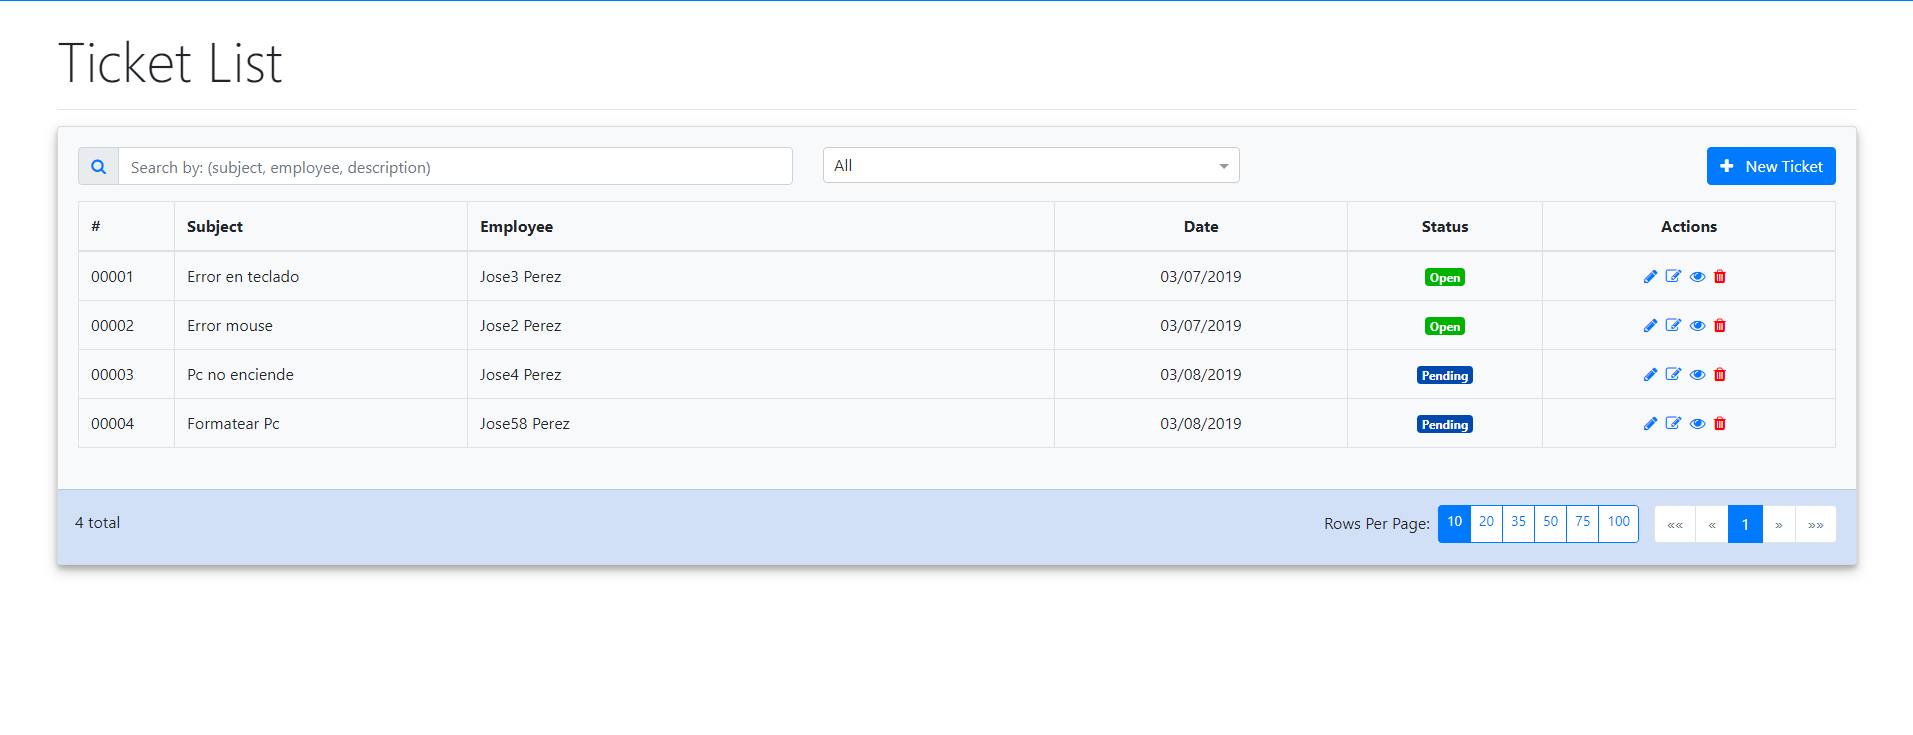 Ticket List
Search by: (subject, employee, description)
All
New Ticket
# Subject Employee Date Status Actions
00001 Error en teclado Jose3 Perez 03/07/2019 Open
00002 Error mouse Jose2 Perez 03/07/2019 Open
00003 Pc no enciende Jose4 Perez 03/08/2019 Pending
00004 Formatear Pc Jose58 Perez 03/08/2019 Pending
4 total
Rows Per Page: 10 20 35 50 75 100 «« « 1 » »»